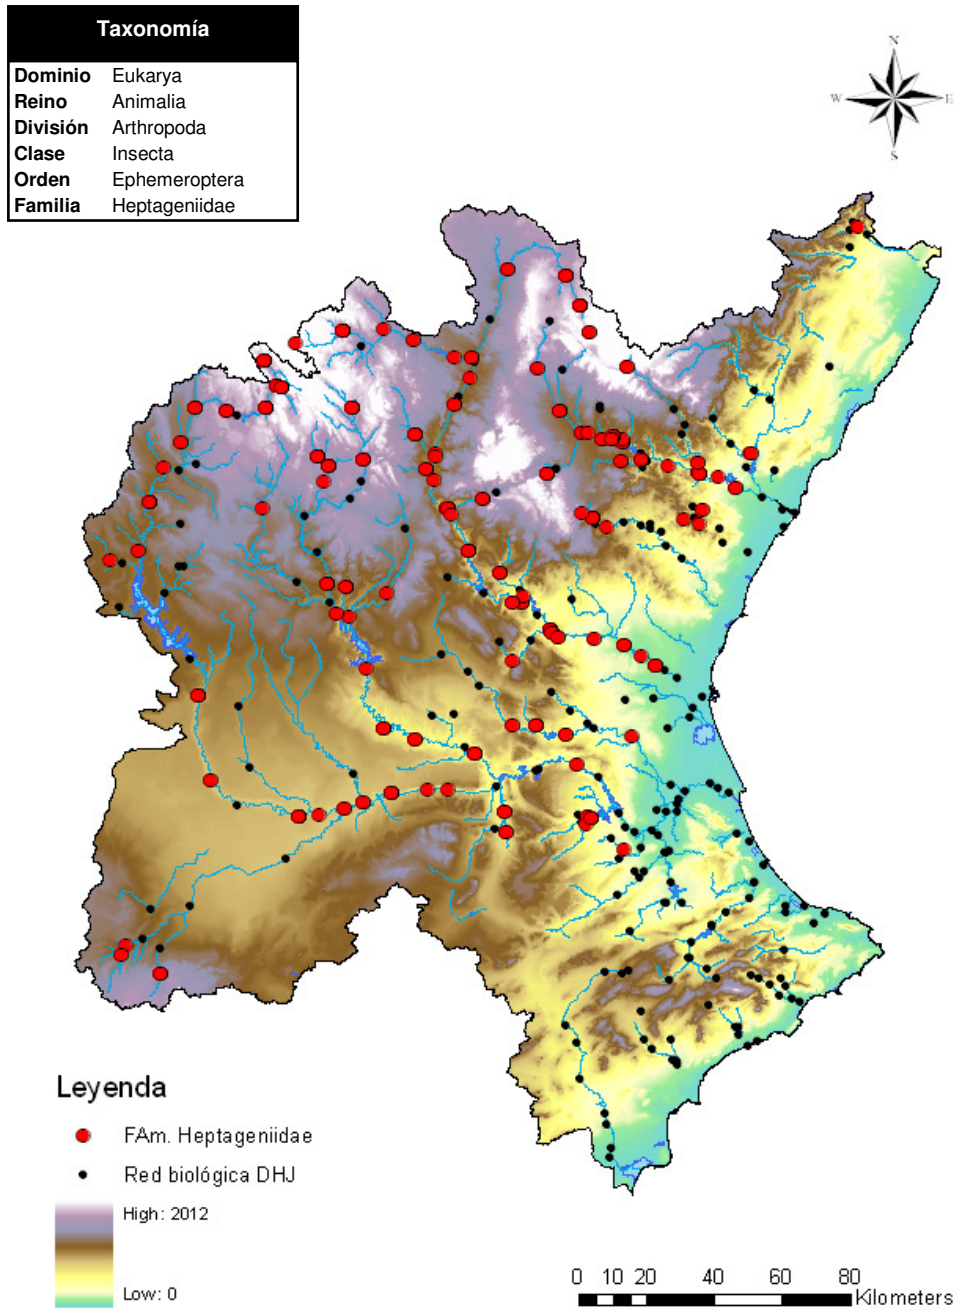 Taxonomía
Dominio Eukarya
Reino Animalia
División Arthropoda
Clase Insecta
Orden Ephemeroptera
Familia Heptageniidae
N
W E
S
Leyenda
FAm. Heptageniidae
Red biológica DHJ
High: 2012
Low: 0
0 10 20 40 60 80
Kilometers